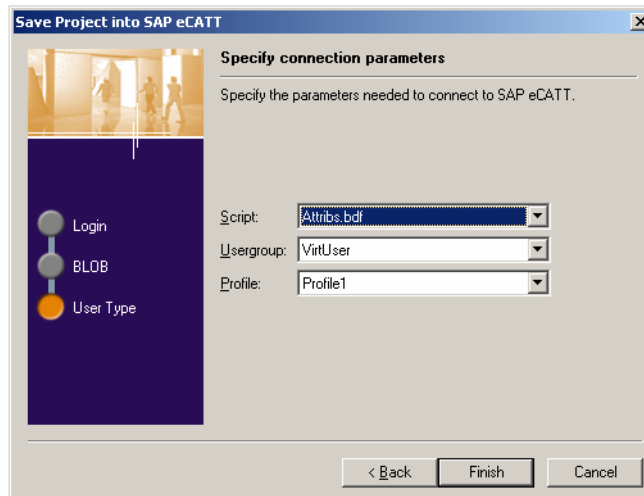 Save Project into SAP eCATT
Specify connection parameters
Specify the parameters needed to connect to SAP eCATT.
Login
BLOB
User Type
Script: Attribs.bdf
Usergroup: VirtUser
Profile: Profile1
< Back Finish Cancel